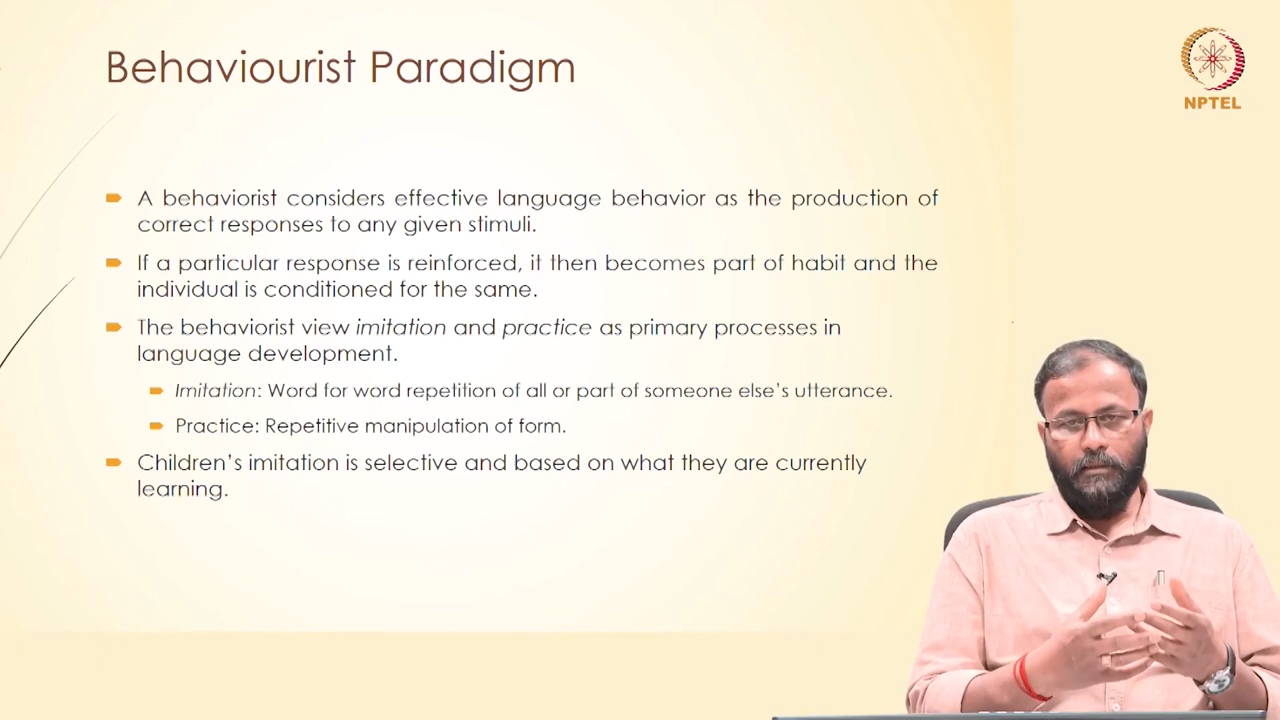 Behaviourist Paradigm
NPTEL
A behaviorist considers effective language behavior as the production of
correct responses to any given stimuli.
If a particular response is reinforced, it then becomes part of habit and the
individual is conditioned for the same.
The behaviorist view imitation and practice as primary processes in
language development.
Imitation: Word for word repetition of all or part of someone else’s utterance.
Practice: Repetitive manipulation of form.
Children’s imitation is selective and based on what they are currently
learning.